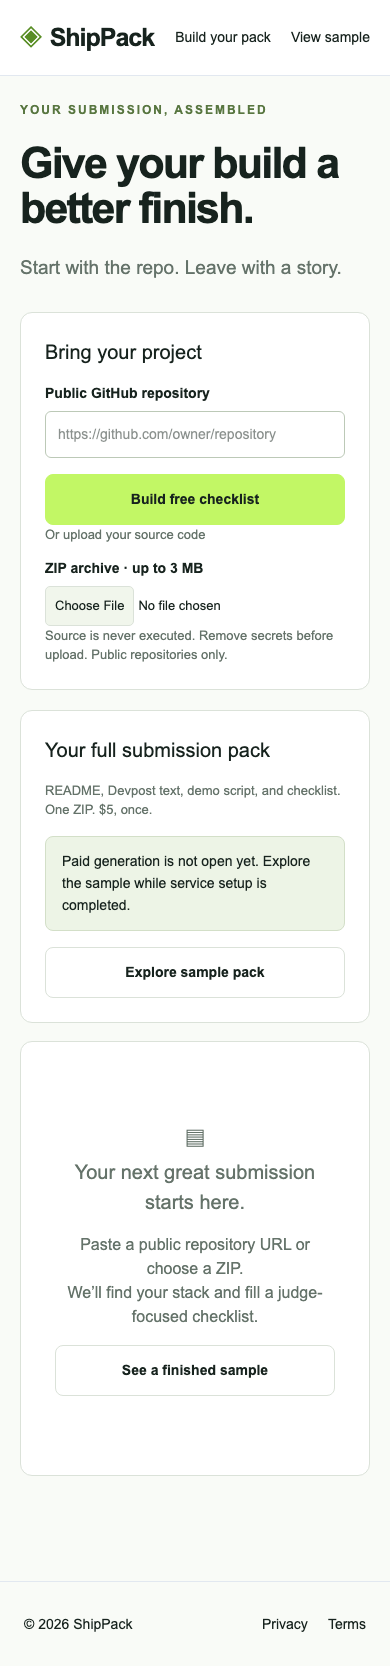 ShipPack
Build your pack
View sample
YOUR SUBMISSION, ASSEMBLED
Give your build a
better finish.
Start with the repo. Leave with a story.
Bring your project
Public GitHub repository
https://github.com/owner/repository
Build free checklist
Or upload your source code
ZIP archive · up to 3 MB
Choose File No file chosen
Source is never executed. Remove secrets before
upload. Public repositories only.
Your full submission pack
README, Devpost text, demo script, and checklist.
One ZIP. $5, once.
Paid generation is not open yet. Explore
the sample while service setup is
completed.
Explore sample pack
Your next great submission
starts here.
Paste a public repository URL or
choose a ZIP.
We’ll find your stack and fill a judge-
focused checklist.
See a finished sample
© 2026 ShipPack
Privacy
Terms